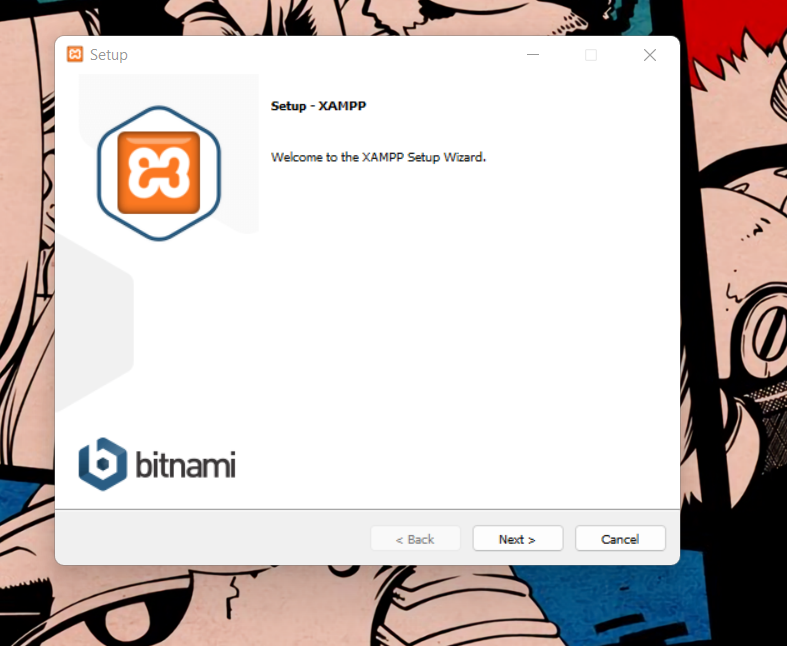 Setup
Setup - XAMPP
Welcome to the XAMPP Setup Wizard.
bitnami
< Back
Next >
Cancel